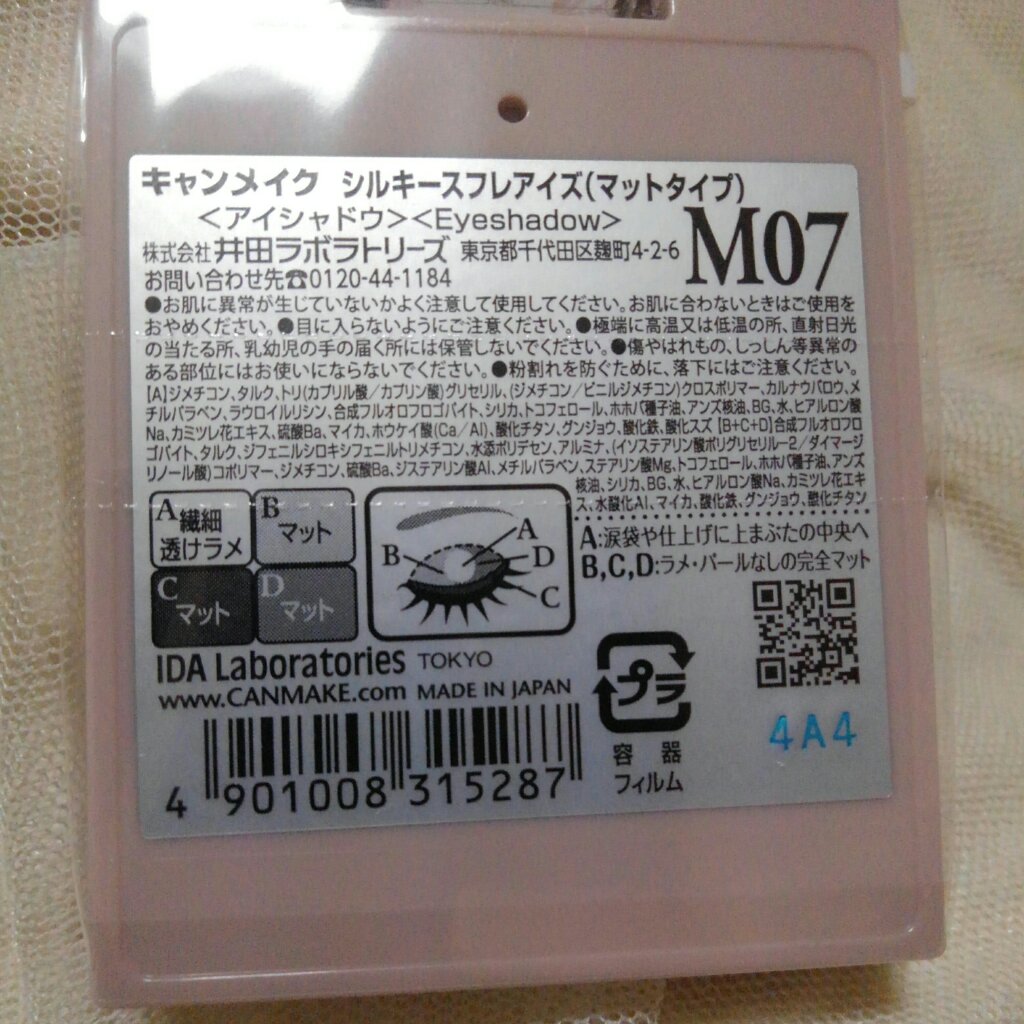 キャンメイク シルキースフレアイズ(マットタイプ)
＜アイシャドウ＞＜Eyeshadow＞
M07
株式会社 井田ラボラトリーズ 東京都千代田区麹町4-2-6
お問い合わせ先☎0120-44-1184
●お肌に異常が生じていないかよく注意して使用してください。お肌に合わないときはご使用を
おやめください。●目に入らないようにご注意ください。●極端に高温又は低温の所、直射日光
の当たる所、乳幼児の手の届く所には保管しないでください。●傷やはれもの、しっしん等異常の
ある部位にはお使いにならないでください。●粉割れを防ぐために、落下にはご注意ください。
【A】ジメチコン、タルク、トリ(カプリル酸／カプリン酸)グリセリル、(ジメチコン／ビニルジメチコン)クロスポリマー、カルナウバロウ、メ
チルパラベン、ラウロイルリシン、合成フルオロフロゴパイト、シリカ、トコフェロール、ホホバ種子油、アンズ核油、BG、水、ヒアルロン酸
Na、カミツレ花エキス、硫酸Ba、マイカ、ホウケイ酸(Ca／Al)、酸化チタン、グンジョウ、酸化鉄、酸化スズ 【B+C+D】合成フルオロフロ
ゴパイト、タルク、ジフェニルシロキシフェニルトリメチコン、水添ポリデセン、アルミナ、(イソステアリン酸ポリグリセリル-2／ダイマージ
リノール酸)コポリマー、ジメチコン、硫酸Ba、ジステアリン酸Al、メチルパラベン、ステアリン酸Mg、トコフェロール、ホホバ種子油、アンズ
核油、シリカ、BG、水、ヒアルロン酸Na、カミツレ花エキ
ス、水酸化Al、マイカ、酸化鉄、グンジョウ、酸化チタン
A 繊細
透けラメ
B
マット
C
マット
D
マット
A
B
D
C
A:涙袋や仕上げに上まぶたの中央へ
B,C,D:ラメ・パールなしの完全マット
IDA Laboratories TOKYO
www.CANMAKE.com MADE IN JAPAN
プラ
容器
フィルム
4A4
4 901008 315287